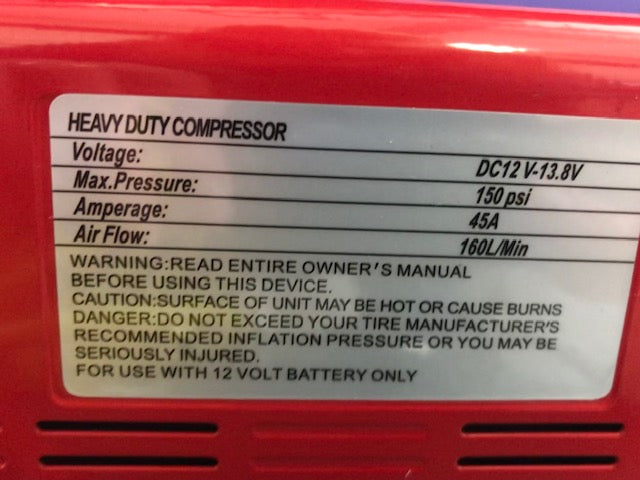 HEAVY DUTY COMPRESSOR
Voltage: DC12 V-13.8V
Max.Pressure: 150 psi
Amperage: 45A
Air Flow: 160L/Min
WARNING:READ ENTIRE OWNER'S MANUAL
BEFORE USING THIS DEVICE.
CAUTION:SURFACE OF UNIT MAY BE HOT OR CAUSE BURNS
DANGER:DO NOT EXCEED YOUR TIRE MANUFACTURER'S
RECOMMENDED INFLATION PRESSURE OR YOU MAY BE
SERIOUSLY INJURED.
FOR USE WITH 12 VOLT BATTERY ONLY